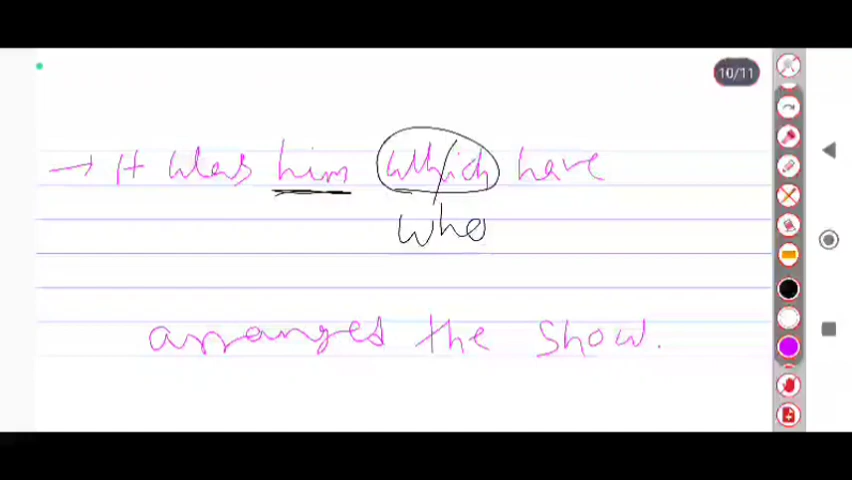 10/11
→ It was him which have
who
arranged the show.